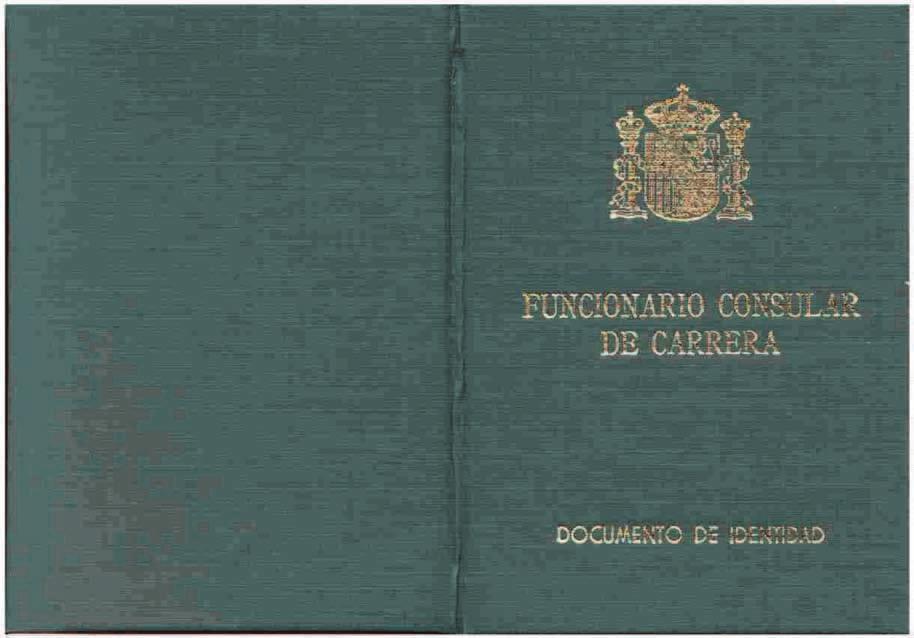 FUNCIONARIO CONSULAR
DE CARRERA
DOCUMENTO DE IDENTIDAD